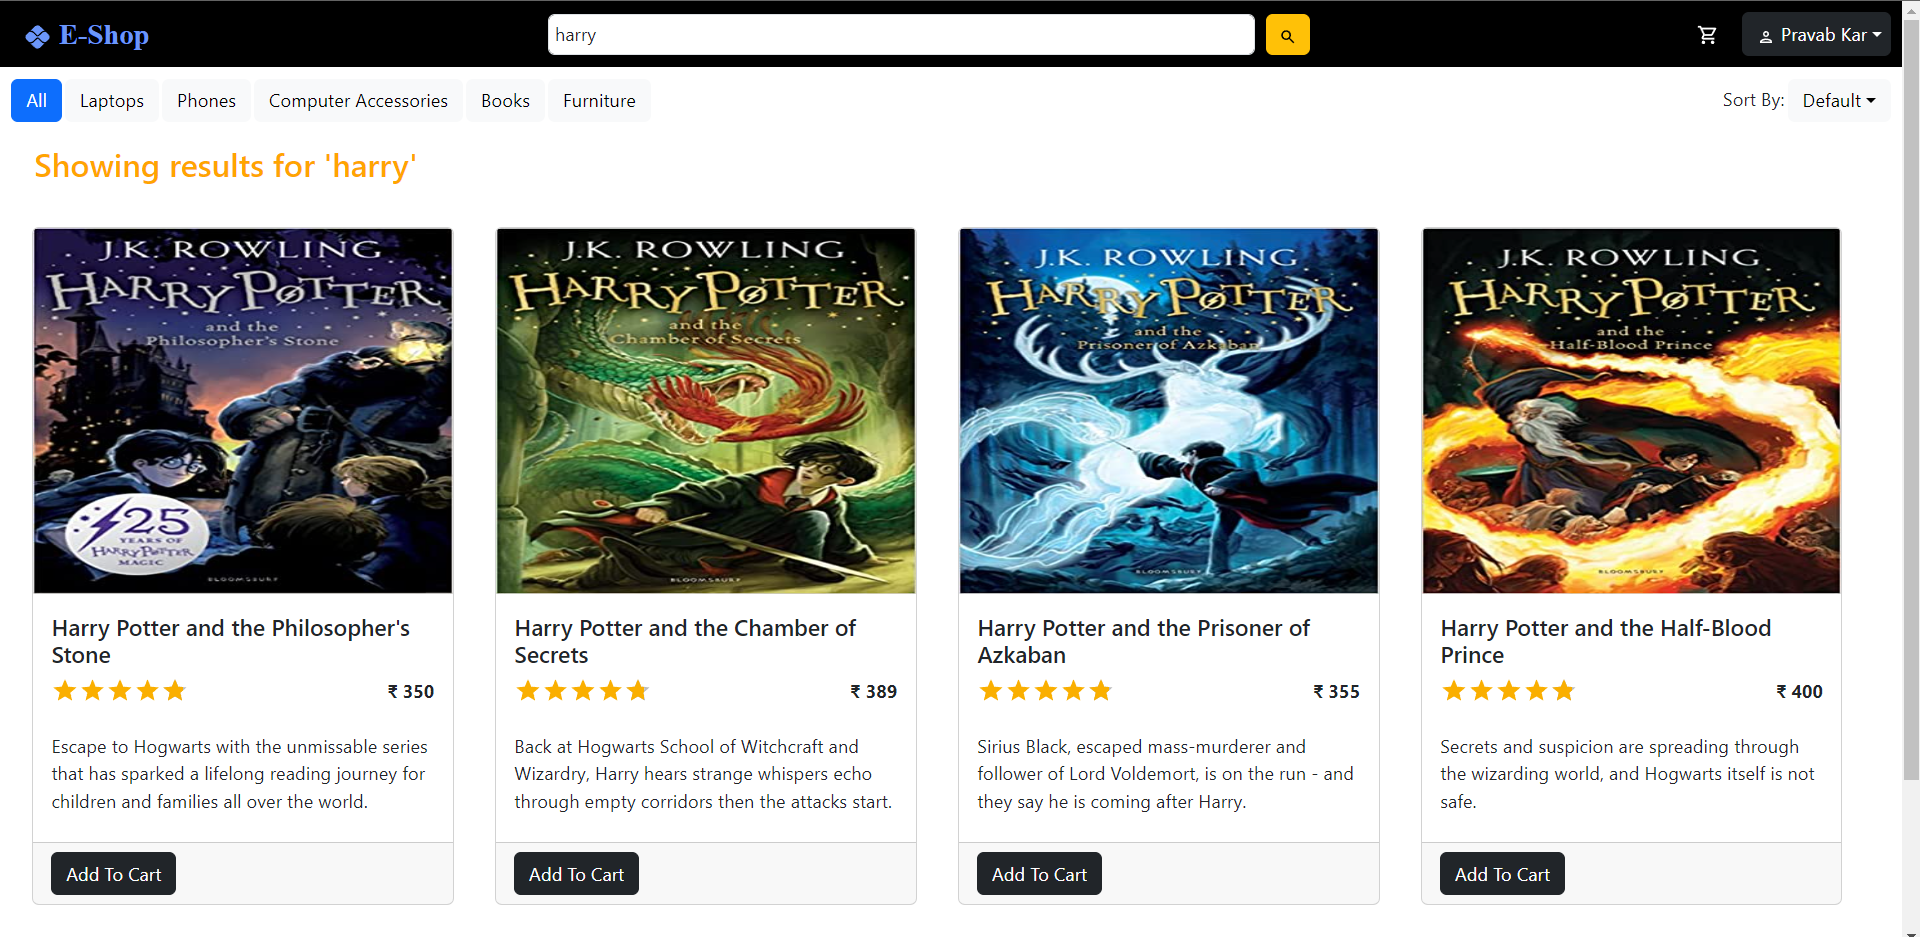 E-Shop
harry
Pravab Kar
All
Laptops
Phones
Computer Accessories
Books
Furniture
Sort By:
Default
Showing results for 'harry'
J.K. ROWLING
HARRY POTTER
and the
Philosopher's Stone
25
YEARS OF
HARRY POTTER
MAGIC
BLOOMSBURY
Harry Potter and the Philosopher's
Stone
₹ 350
Escape to Hogwarts with the unmissable series
that has sparked a lifelong reading journey for
children and families all over the world.
Add To Cart
J.K. ROWLING
HARRY POTTER
and the
Chamber of Secrets
BLOOMSBURY
Harry Potter and the Chamber of
Secrets
₹ 389
Back at Hogwarts School of Witchcraft and
Wizardry, Harry hears strange whispers echo
through empty corridors then the attacks start.
Add To Cart
J.K. ROWLING
HARRY POTTER
and the
Prisoner of Azkaban
BLOOMSBURY
Harry Potter and the Prisoner of
Azkaban
₹ 355
Sirius Black, escaped mass-murderer and
follower of Lord Voldemort, is on the run - and
they say he is coming after Harry.
Add To Cart
J.K. ROWLING
HARRY POTTER
and the
Half-Blood Prince
BLOOMSBURY
Harry Potter and the Half-Blood
Prince
₹ 400
Secrets and suspicion are spreading through
the wizarding world, and Hogwarts itself is not
safe.
Add To Cart